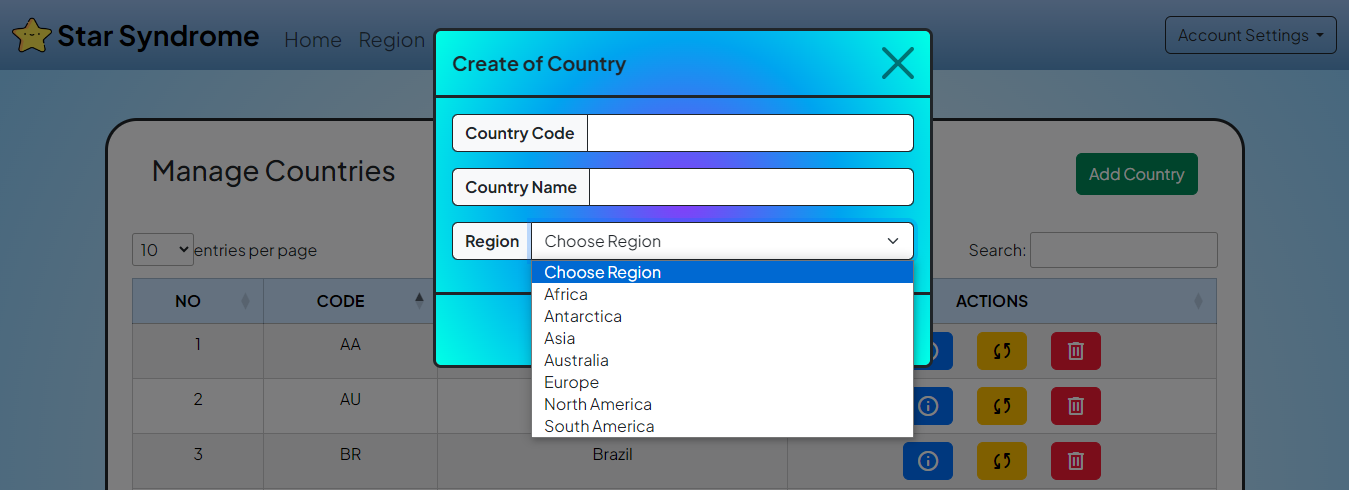 Star Syndrome
Home Region
Account Settings
Create of Country
Country Code
Country Name
Region Choose Region
Choose Region
Africa
Antarctica
Asia
Australia
Europe
North America
South America
Manage Countries
Add Country
10 entries per page
Search:
NO CODE ACTIONS
1 AA
2 AU
3 BR Brazil